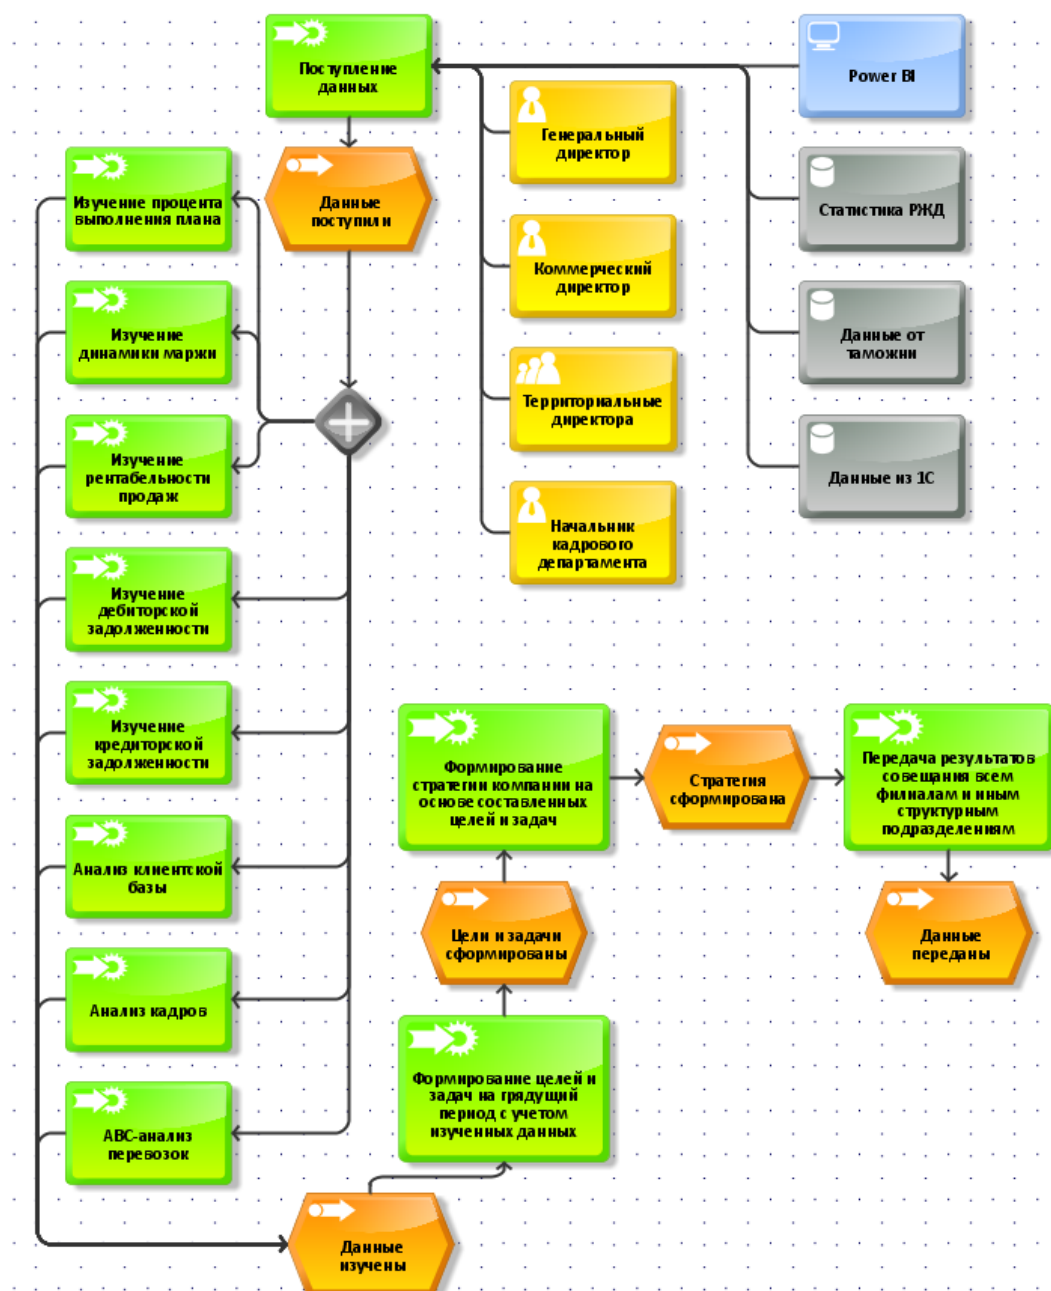 Поступление
данных
Power BI
Генеральный
директор
Изучение процента
выполнения плана
Данные
поступили
Статистика РЖД
Коммерческий
директор
Изучение
динамики маржи
Данные от
таможни
Территориальные
директора
Изучение
рентабельности
продаж
Данные из 1С
Начальник
кадрового
департамента
Изучение
дебиторской
задолженности
Изучение
кредиторской
задолженности
Формирование
стратегии компании на
основе составленных
целей и задач
Стратегия
сформирована
Передача результатов
совещания всем
филиалам и иным
структурным
подразделениям
Анализ клиентской
базы
Цели и задачи
сформированы
Данные
переданы
Анализ кадров
Формирование целей и
задач на грядущий
период с учетом
изученных данных
АВС-анализ
перевозок
Данные
изучены